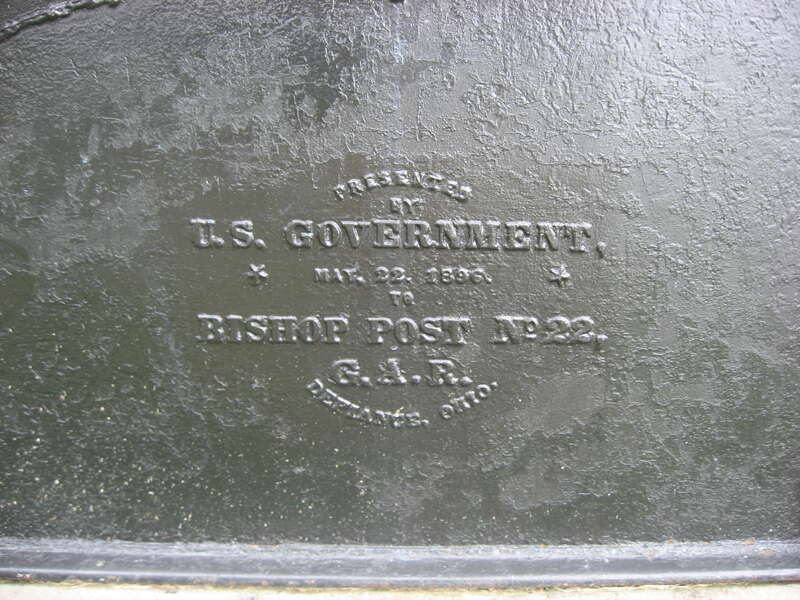 PRESENTED
BY
U.S. GOVERNMENT,
MAY. 22. 1896.
TO
BISHOP POST No 22,
G.A.R.
DEFIANCE, OHIO.